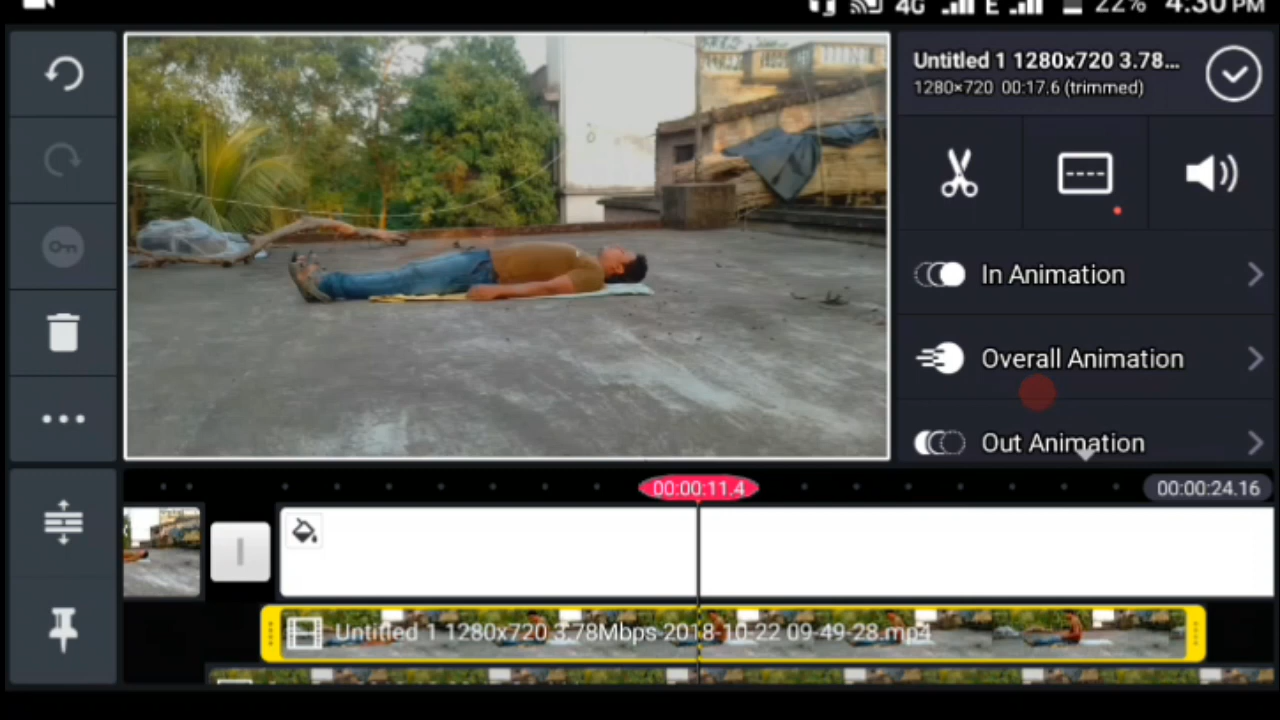 4G E 22% 4:30 PM
Untitled 1 1280x720 3.78...
1280×720 00:17.6 (trimmed)
In Animation
Overall Animation
Out Animation
00:00:11.4
00:00:24.16
Untitled 1 1280x720 3.78Mbps 2018-10-22 09-49-28.mp4